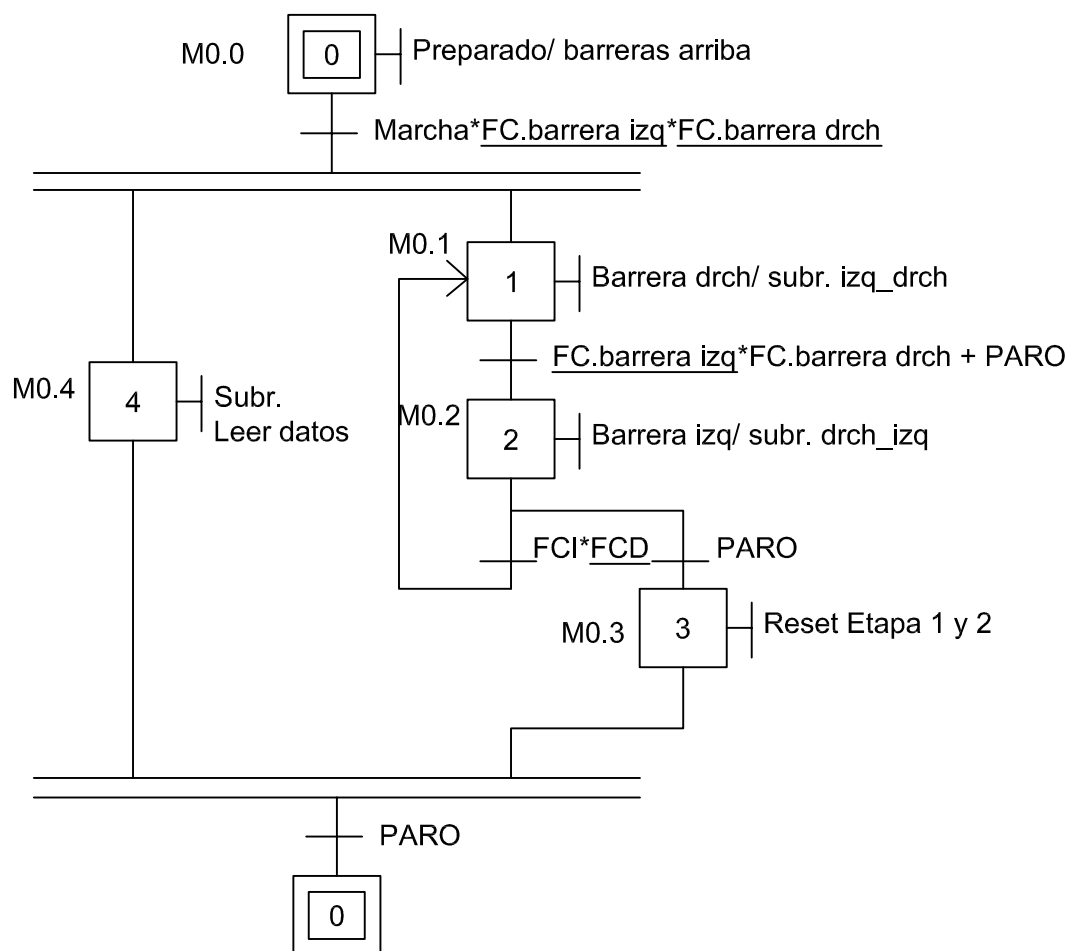 M0.0
0
Preparado/ barreras arriba
Marcha*FC.barrera izq*FC.barrera drch
M0.1
1
Barrera drch/ subr. izq_drch
FC.barrera izq*FC.barrera drch + PARO
M0.4
4
Subr.
Leer datos
M0.2
2
Barrera izq/ subr. drch_izq
FCI*FCD
PARO
M0.3
3
Reset Etapa 1 y 2
PARO
0